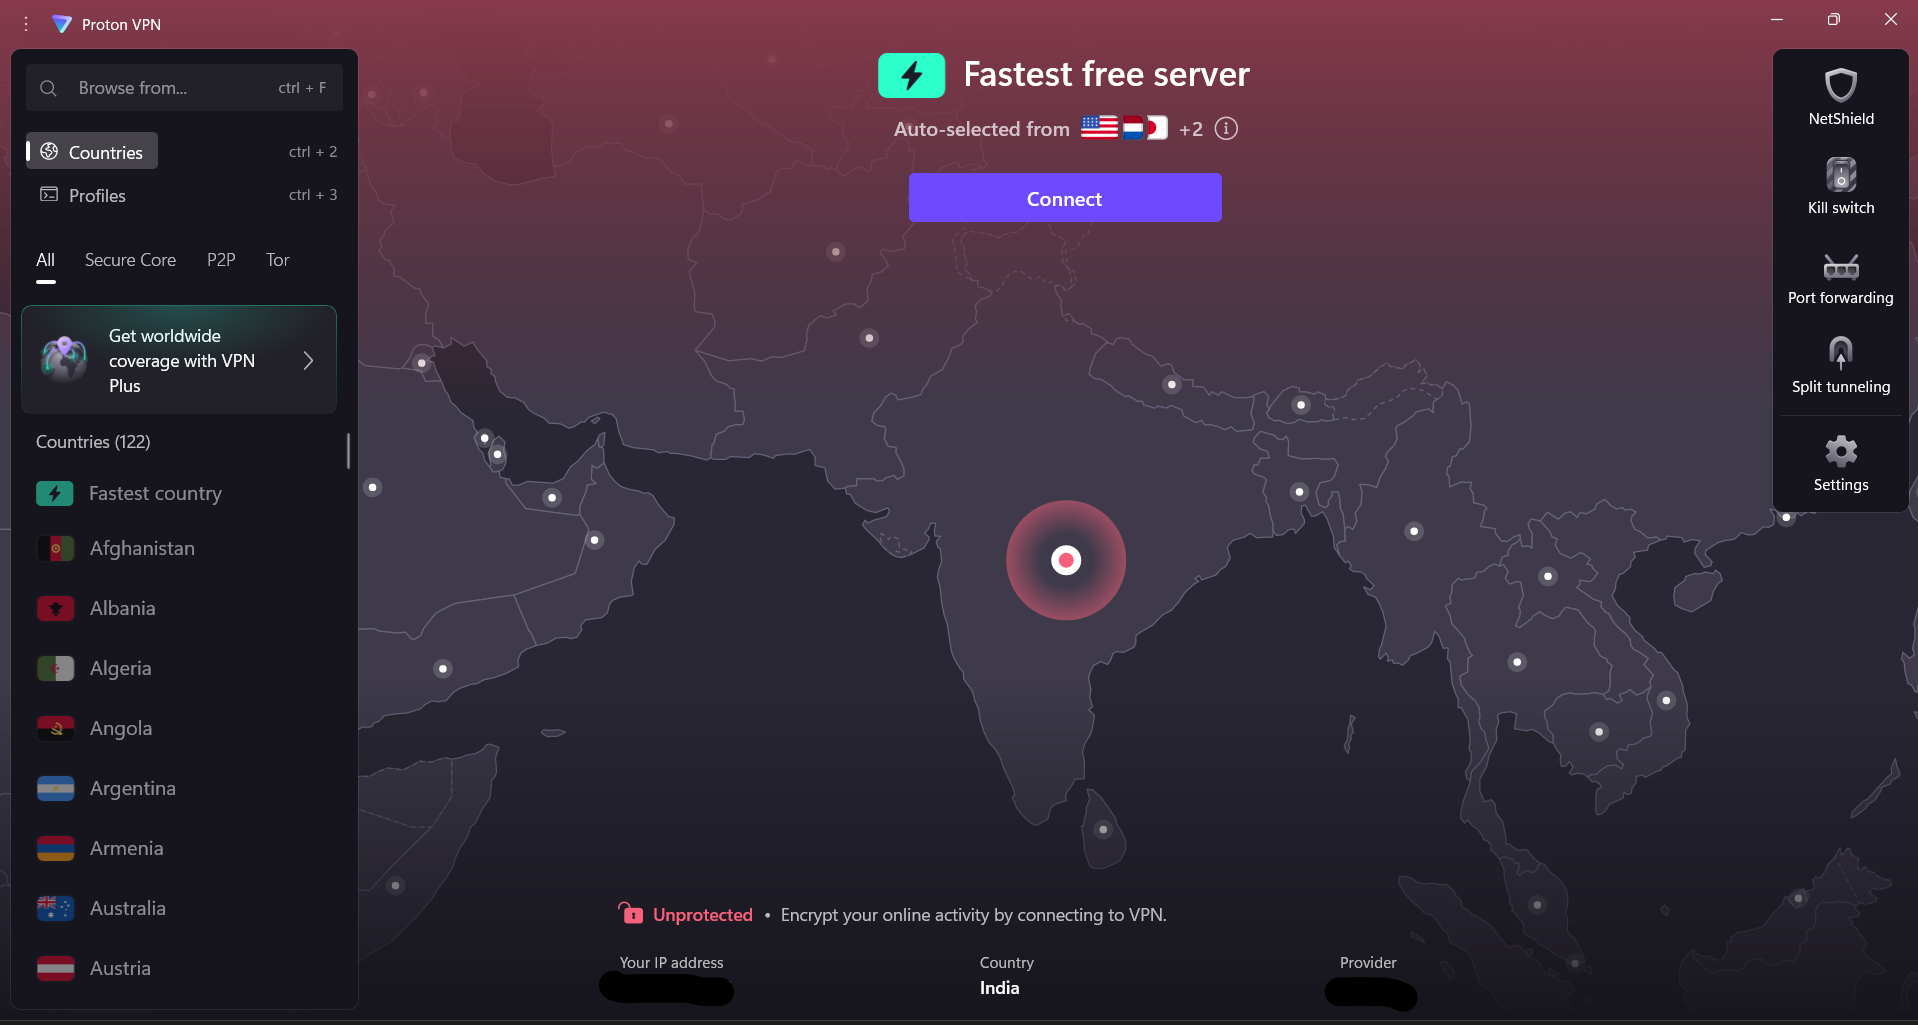 Proton VPN
Browse from...
ctrl + F
Countries
ctrl + 2
Profiles
ctrl + 3
All
Secure Core
P2P
Tor
Get worldwide
coverage with VPN
Plus
Countries (122)
Fastest country
Afghanistan
Albania
Algeria
Angola
Argentina
Armenia
Australia
Austria
Fastest free server
Auto-selected from
+2
Connect
Unprotected • Encrypt your online activity by connecting to VPN.
Your IP address
Country
India
Provider
NetShield
Kill switch
Port forwarding
Split tunneling
Settings